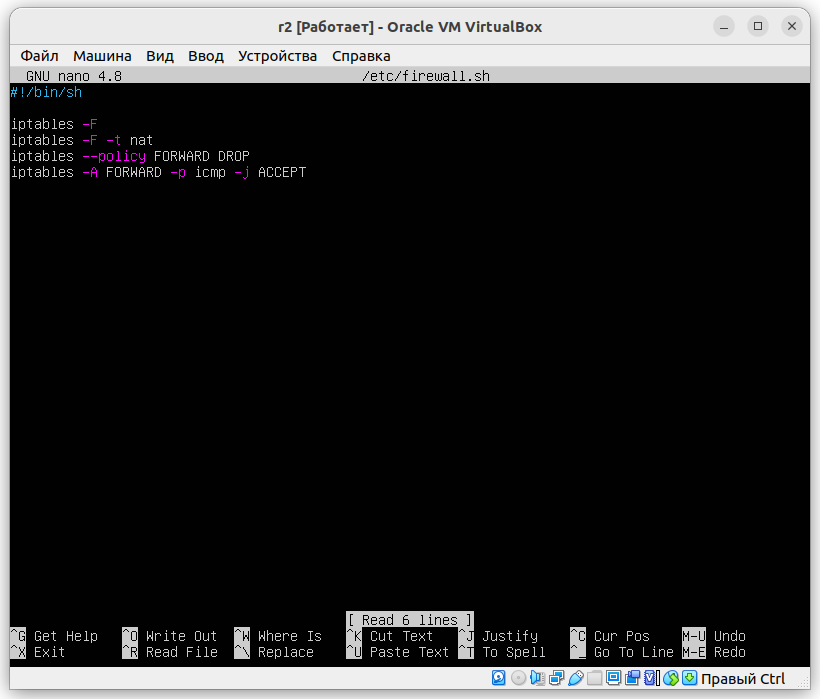 r2 [Работает] - Oracle VM VirtualBox
Файл Машина Вид Ввод Устройства Справка
GNU nano 4.8 /etc/firewall.sh
#!/bin/sh
iptables -F
iptables -F -t nat
iptables --policy FORWARD DROP
iptables -A FORWARD -p icmp -j ACCEPT
[ Read 6 lines ]
^G Get Help ^O Write Out ^W Where Is ^K Cut Text ^J Justify ^C Cur Pos M-U Undo
^X Exit ^R Read File ^\ Replace ^U Paste Text ^T To Spell ^_ Go To Line M-E Redo
Правый Ctrl